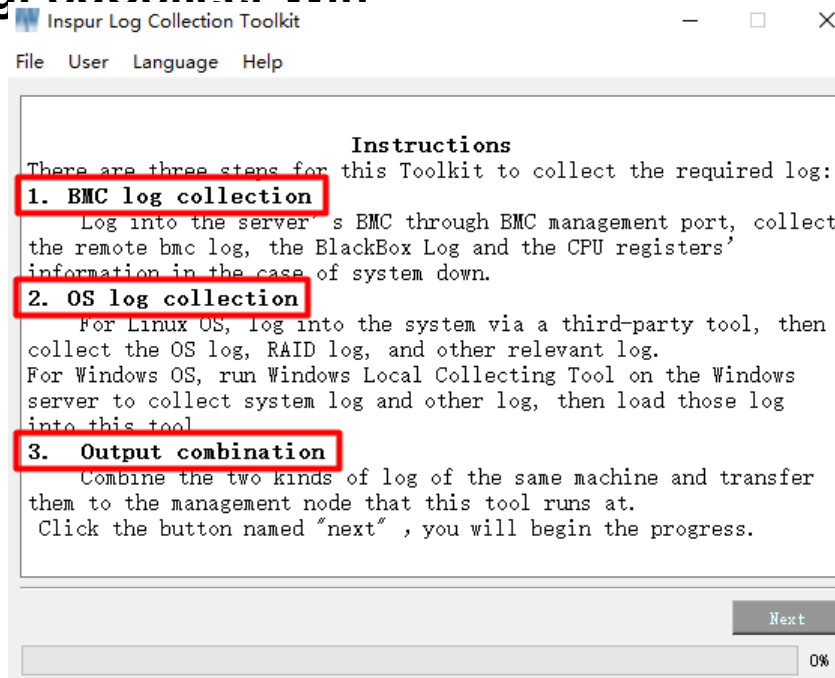 Inspur Log Collection Toolkit
File User Language Help
Instructions
There are three steps for this Toolkit to collect the required log:
1. BMC log collection
Log into the server's BMC through BMC management port, collect
the remote bmc log, the BlackBox Log and the CPU registers'
information in the case of system down.
2. OS log collection
For Linux OS, log into the system via a third-party tool, then
collect the OS log, RAID log, and other relevant log.
For Windows OS, run Windows Local Collecting Tool on the Windows
server to collect system log and other log, then load those log
into this tool
3. Output combination
Combine the two kinds of log of the same machine and transfer
them to the management node that this tool runs at.
Click the button named "next" , you will begin the progress.
Next
0%